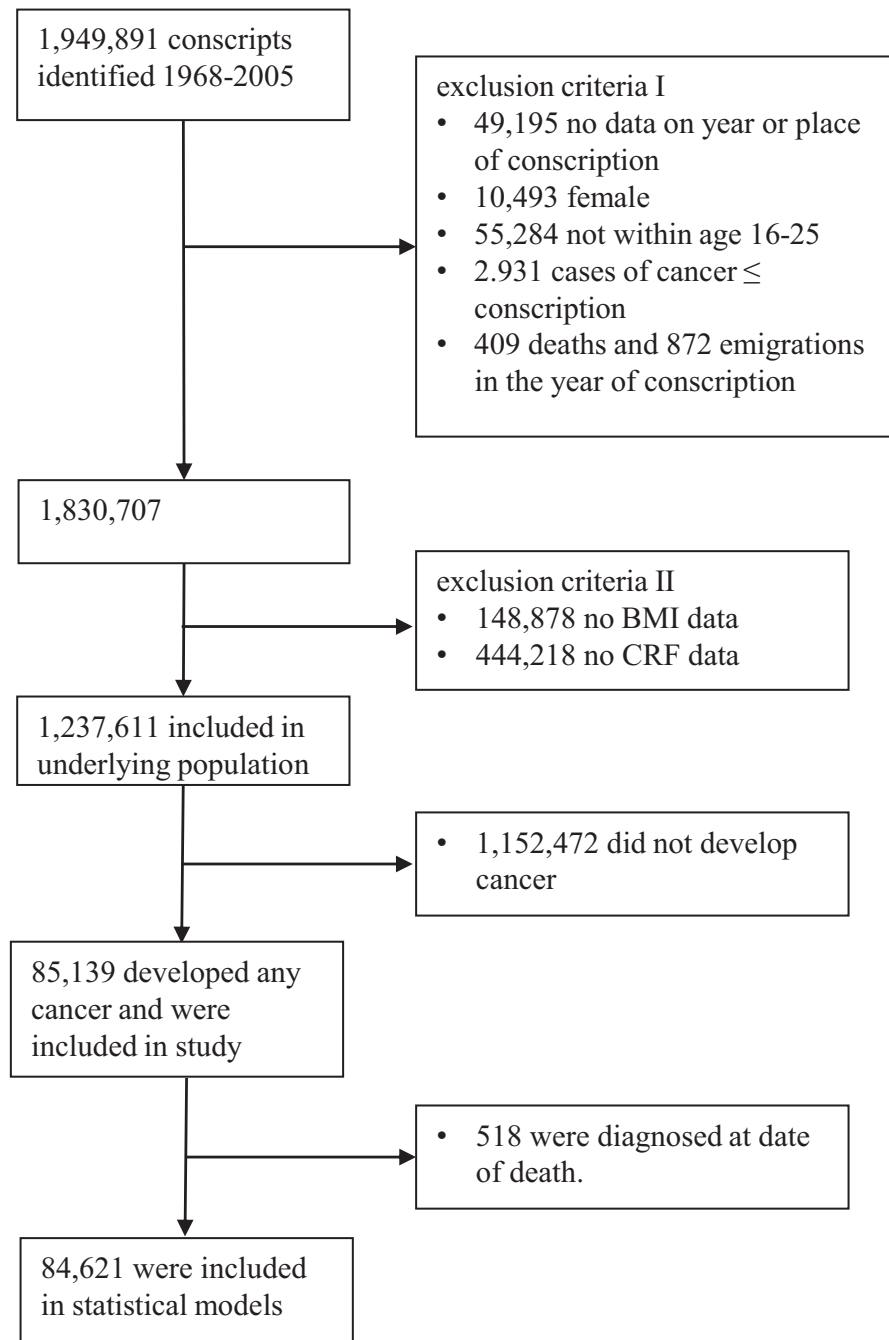 1,949,891 conscripts
identified 1968-2005
exclusion criteria I
• 49,195 no data on year or place
of conscription
• 10,493 female
• 55,284 not within age 16-25
• 2.931 cases of cancer ≤
conscription
• 409 deaths and 872 emigrations
in the year of conscription
1,830,707
exclusion criteria II
• 148,878 no BMI data
• 444,218 no CRF data
1,237,611 included in
underlying population
• 1,152,472 did not develop
cancer
85,139 developed any
cancer and were
included in study
• 518 were diagnosed at date
of death.
84,621 were included
in statistical models